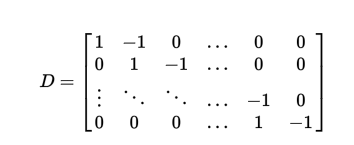 D = [ 1 −1 0 … 0 0
0 1 −1 … 0 0
⋮ ⋱ ⋱ … −1 0
0 0 0 … 1 −1 ]